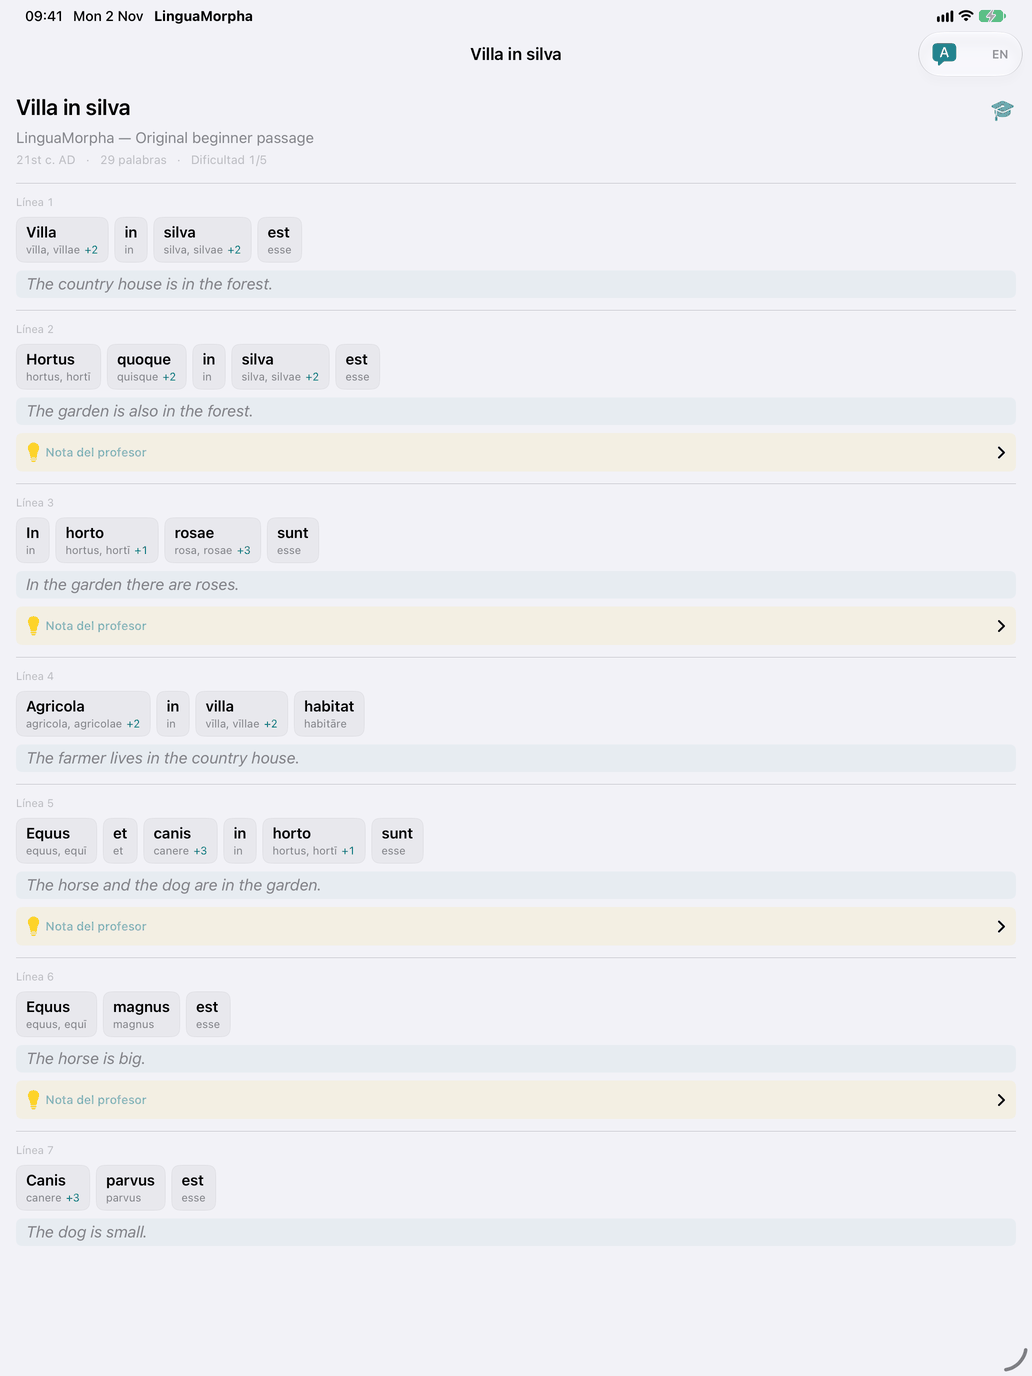 09:41 Mon 2 Nov LinguaMorpha
Villa in silva
A EN
Villa in silva
LinguaMorpha — Original beginner passage
21st c. AD · 29 palabras · Dificultad 1/5
Línea 1
Villa in silva est
vīlla, vīllae +2 in silva, silvae +2 esse
The country house is in the forest.
Línea 2
Hortus quoque in silva est
hortus, hortī quisque +2 in silva, silvae +2 esse
The garden is also in the forest.
Nota del profesor
Línea 3
In horto rosae sunt
in hortus, hortī +1 rosa, rosae +3 esse
In the garden there are roses.
Nota del profesor
Línea 4
Agricola in villa habitat
agricola, agricolae +2 in vīlla, vīllae +2 habitāre
The farmer lives in the country house.
Línea 5
Equus et canis in horto sunt
equus, equī et canere +3 in hortus, hortī +1 esse
The horse and the dog are in the garden.
Nota del profesor
Línea 6
Equus magnus est
equus, equī magnus esse
The horse is big.
Nota del profesor
Línea 7
Canis parvus est
canere +3 parvus esse
The dog is small.